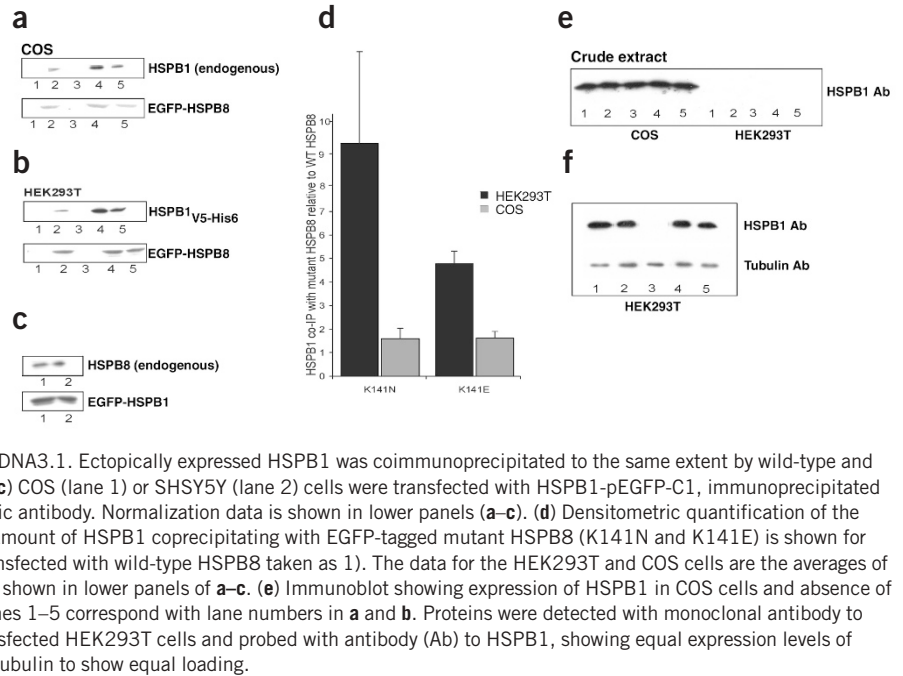 a
COS
HSPB1 (endogenous)
1 2 3 4 5
EGFP-HSPB8
1 2 3 4 5
b
HEK293T
HSPB1V5-His6
1 2 3 4 5
EGFP-HSPB8
1 2 3 4 5
c
HSPB8 (endogenous)
1 2
EGFP-HSPB1
1 2
d
HSPB1 co-IP with mutant HSPB8 relative to WT HSPB8
10
9
8
7
6
5
4
3
2
1
0
HEK293T
COS
K141N K141E
e
Crude extract
HSPB1 Ab
1 2 3 4 5 1 2 3 4 5
COS HEK293T
f
HSPB1 Ab
Tubulin Ab
1 2 3 4 5
HEK293T
DNA3.1. Ectopically expressed HSPB1 was coimmunoprecipitated to the same extent by wild-type and
c) COS (lane 1) or SHSY5Y (lane 2) cells were transfected with HSPB1-pEGFP-C1, immunoprecipitated
ic antibody. Normalization data is shown in lower panels (a–c). (d) Densitometric quantification of the
amount of HSPB1 coprecipitating with EGFP-tagged mutant HSPB8 (K141N and K141E) is shown for
nsfected with wild-type HSPB8 taken as 1). The data for the HEK293T and COS cells are the averages of
shown in lower panels of a–c. (e) Immunoblot showing expression of HSPB1 in COS cells and absence of
nes 1–5 correspond with lane numbers in a and b. Proteins were detected with monoclonal antibody to
sfected HEK293T cells and probed with antibody (Ab) to HSPB1, showing equal expression levels of
tubulin to show equal loading.